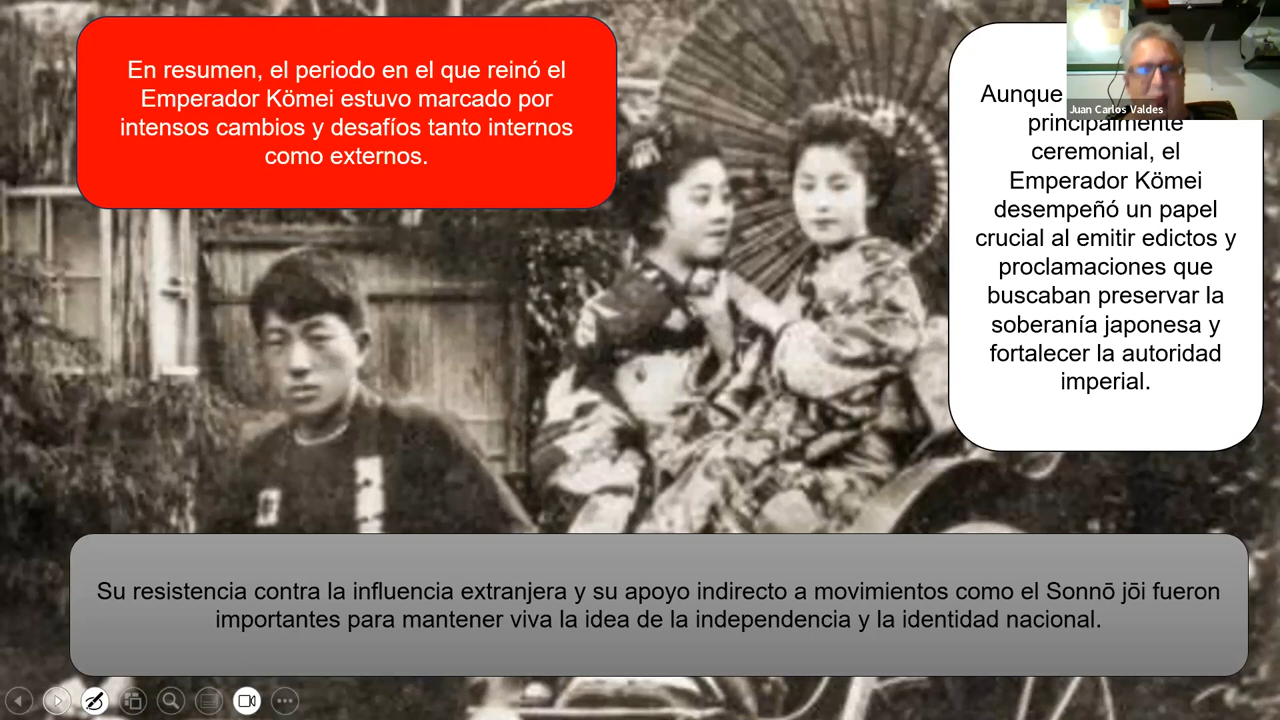 En resumen, el periodo en el que reinó el
Emperador Kömei estuvo marcado por
intensos cambios y desafíos tanto internos
como externos.
Juan Carlos Valdes
Aunque
principalmente
ceremonial, el
Emperador Kömei
desempeñó un papel
crucial al emitir edictos y
proclamaciones que
buscaban preservar la
soberanía japonesa y
fortalecer la autoridad
imperial.
Su resistencia contra la influencia extranjera y su apoyo indirecto a movimientos como el Sonnō jōi fueron
importantes para mantener viva la idea de la independencia y la identidad nacional.